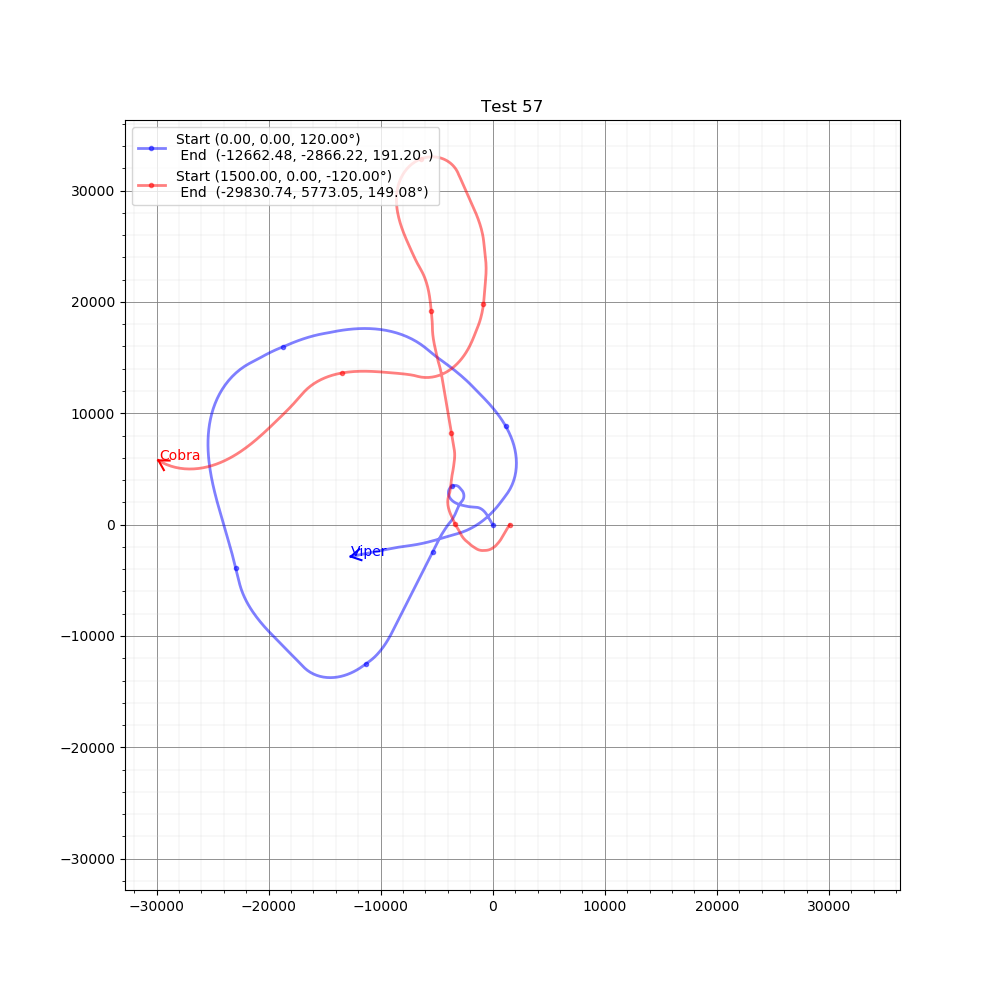 Test 57
Start (0.00, 0.00, 120.00°)
End (-12662.48, -2866.22, 191.20°)
Start (1500.00, 0.00, -120.00°)
End (-29830.74, 5773.05, 149.08°)
30000
20000
10000
0
−10000
−20000
−30000
Cobra
Viper
−30000 −20000 −10000 0 10000 20000 30000